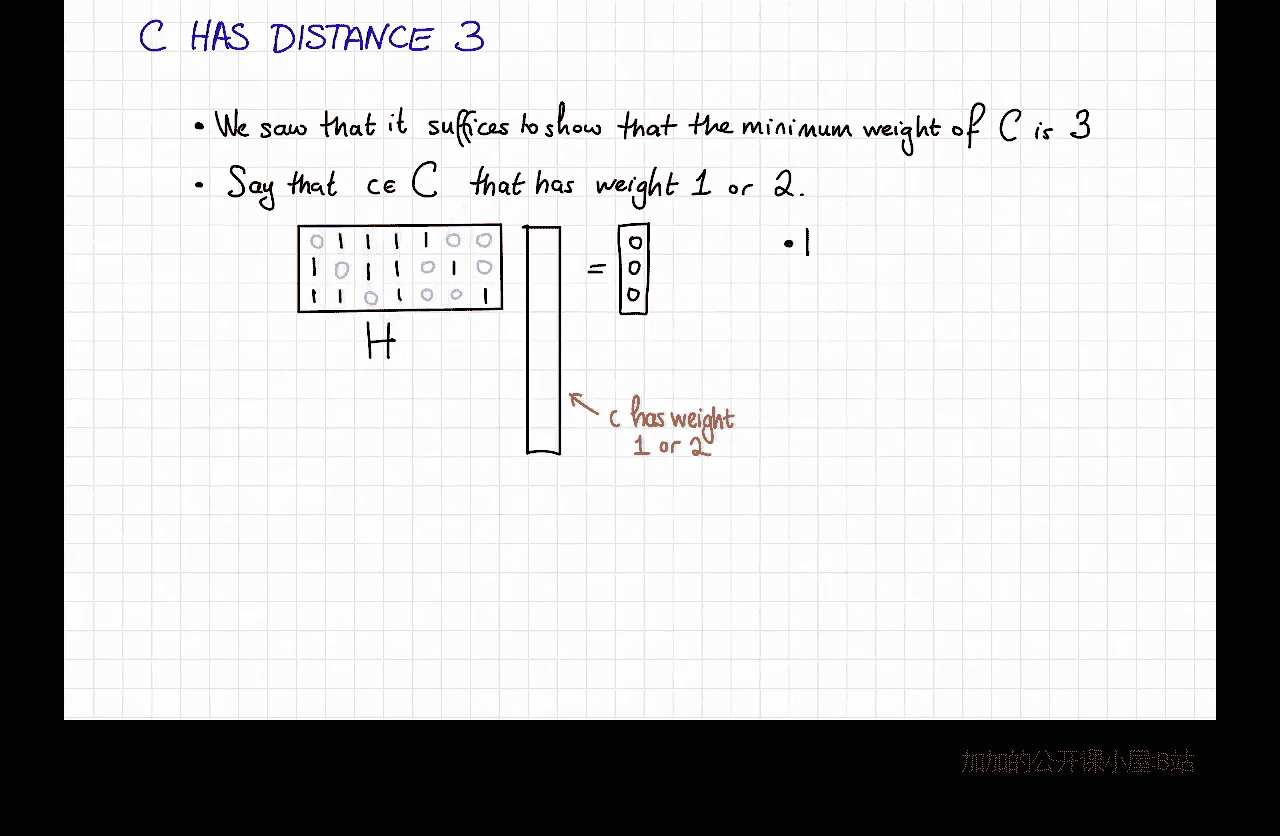 C HAS DISTANCE 3
• We saw that it suffices to show that the minimum weight of C is 3
• Say that c∈ C that has weight 1 or 2.
0 1 1 1 1 0 0
1 0 1 1 0 1 0
1 1 0 1 0 0 1
H
=
0
0
0
• I
c has weight
1 or 2
加加的公开课小屋:B站